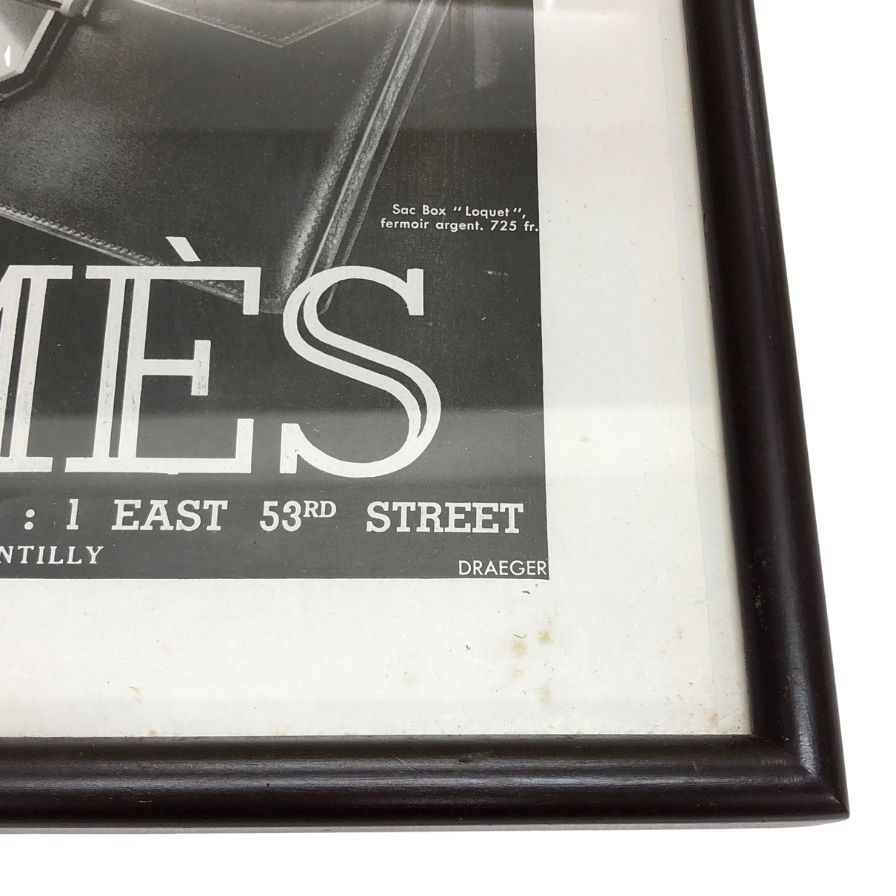 Sac Box "Loquet",
fermoir argent. 725 fr.
MÈS
: 1 EAST 53RD STREET
NTILLY
DRAEGER